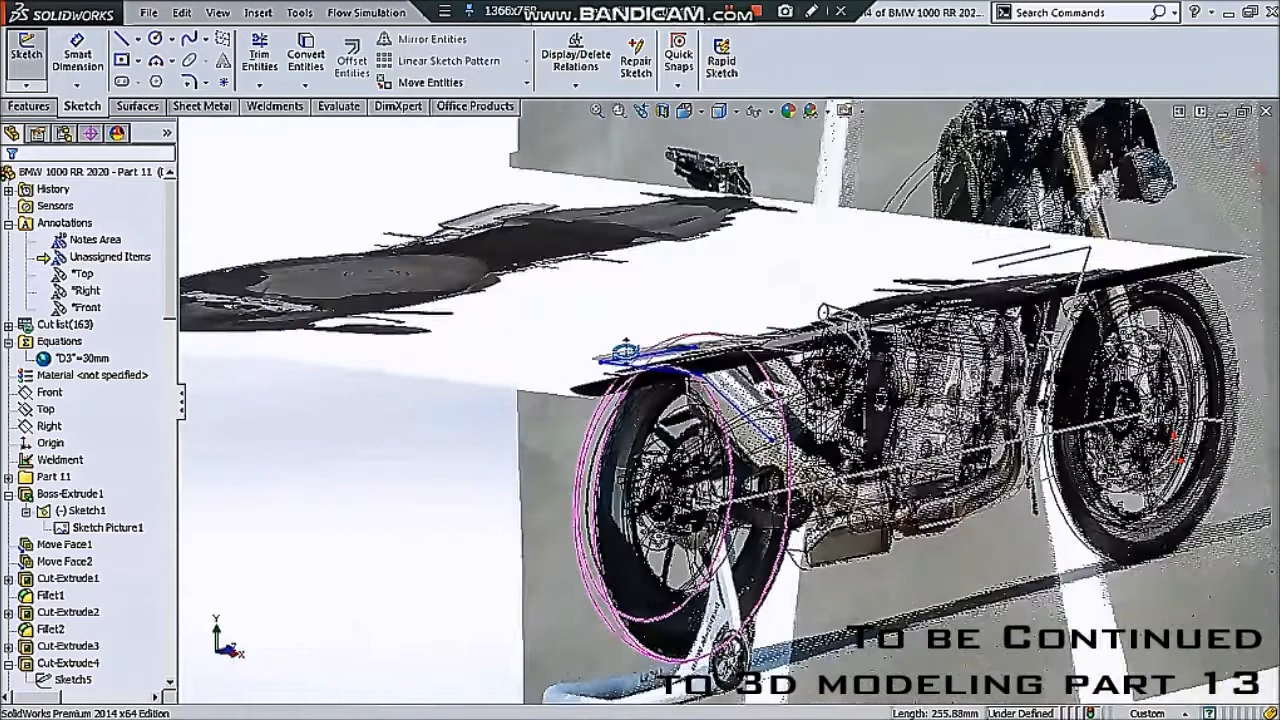 SOLIDWORKS File Edit View Insert Tools Flow Simulation
1366x768
www.BANDICAM.com
14 of BMW 1000 RR 202...
Search Commands
Sketch
Smart Dimension
Trim Entities
Convert Entities
Offset Entities
Mirror Entities
Linear Sketch Pattern
Move Entities
Display/Delete Relations
Repair Sketch
Quick Snaps
Rapid Sketch
Features Sketch Surfaces Sheet Metal Weldments Evaluate DimXpert Office Products
BMW 1000 RR 2020 - Part 11
History
Sensors
Annotations
Notes Area
Unassigned Items
*Top
*Right
*Front
Cut list(163)
Equations
"D3"=30mm
Material <not specified>
Front
Top
Right
Origin
Weldment
Part 11
Boss-Extrude1
(-) Sketch1
Sketch Picture1
Move Face1
Move Face2
Cut-Extrude1
Fillet1
Cut-Extrude2
Fillet2
Cut-Extrude3
Cut-Extrude4
Sketch5
Y
X
To be Continued
to 3D modeling part 13
SolidWorks Premium 2014 x64 Edition
Length: 255.88mm Under Defined Custom